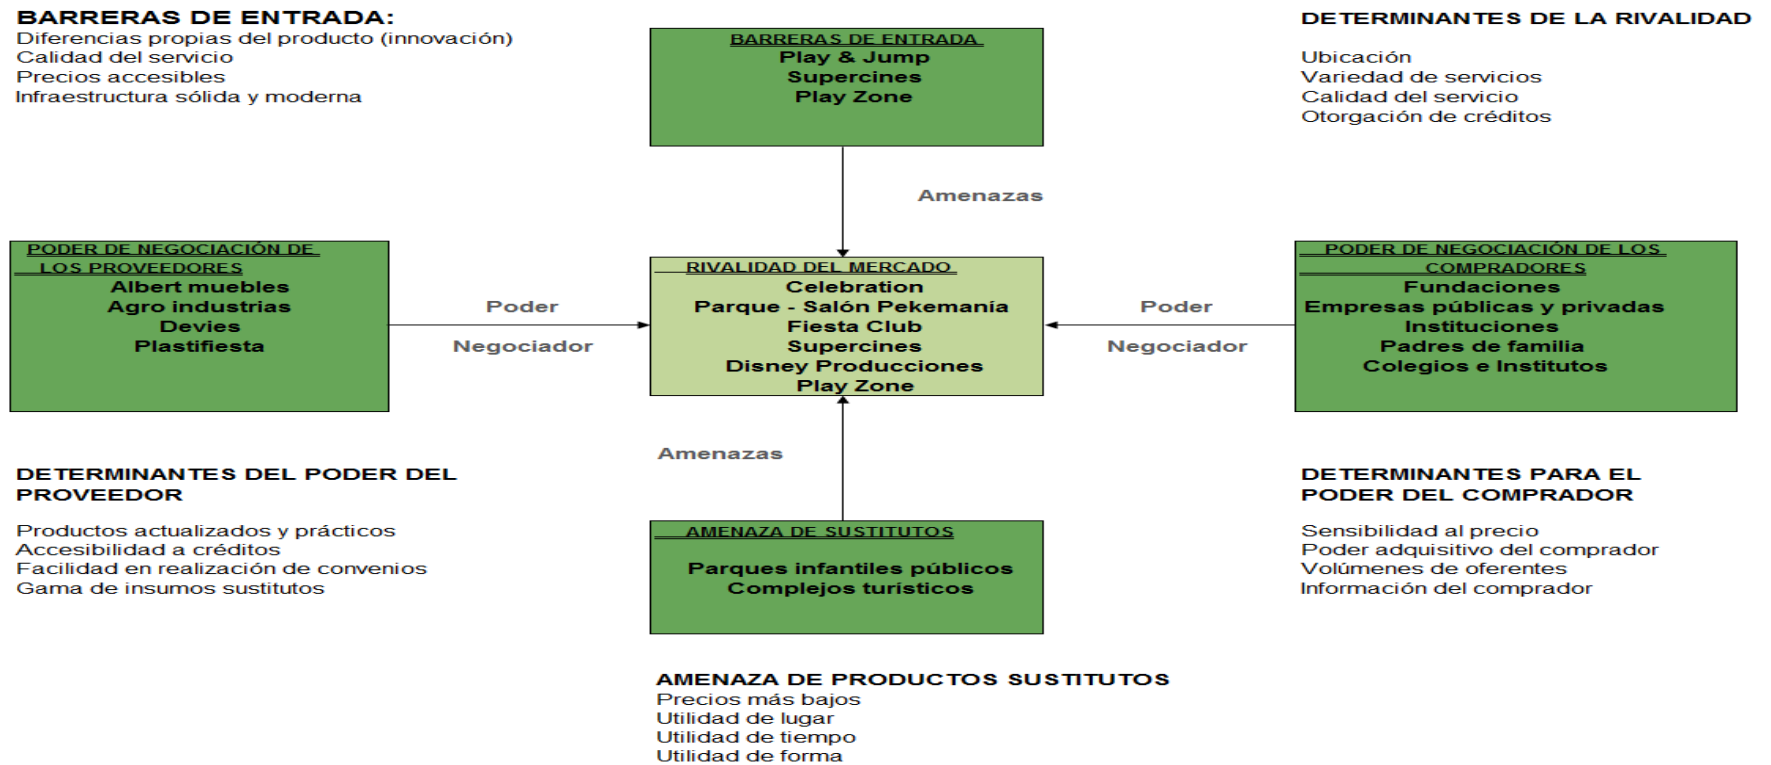 BARRERAS DE ENTRADA:
Diferencias propias del producto (innovación)
Calidad del servicio
Precios accesibles
Infraestructura sólida y moderna
BARRERAS DE ENTRADA
Play & Jump
Supercines
Play Zone
DETERMINANTES DE LA RIVALIDAD
Ubicación
Variedad de servicios
Calidad del servicio
Otorgación de créditos
Amenazas
PODER DE NEGOCIACIÓN DE
LOS PROVEEDORES
Albert muebles
Agro industrias
Devies
Plastifiesta
Poder
Negociador
RIVALIDAD DEL MERCADO
Celebration
Parque - Salón Pekemanía
Fiesta Club
Supercines
Disney Producciones
Play Zone
Poder
Negociador
PODER DE NEGOCIACIÓN DE LOS
COMPRADORES
Fundaciones
Empresas públicas y privadas
Instituciones
Padres de familia
Colegios e Institutos
Amenazas
DETERMINANTES DEL PODER DEL
PROVEEDOR
Productos actualizados y prácticos
Accesibilidad a créditos
Facilidad en realización de convenios
Gama de insumos sustitutos
AMENAZA DE SUSTITUTOS
Parques infantiles públicos
Complejos turísticos
DETERMINANTES PARA EL
PODER DEL COMPRADOR
Sensibilidad al precio
Poder adquisitivo del comprador
Volúmenes de oferentes
Información del comprador
AMENAZA DE PRODUCTOS SUSTITUTOS
Precios más bajos
Utilidad de lugar
Utilidad de tiempo
Utilidad de forma